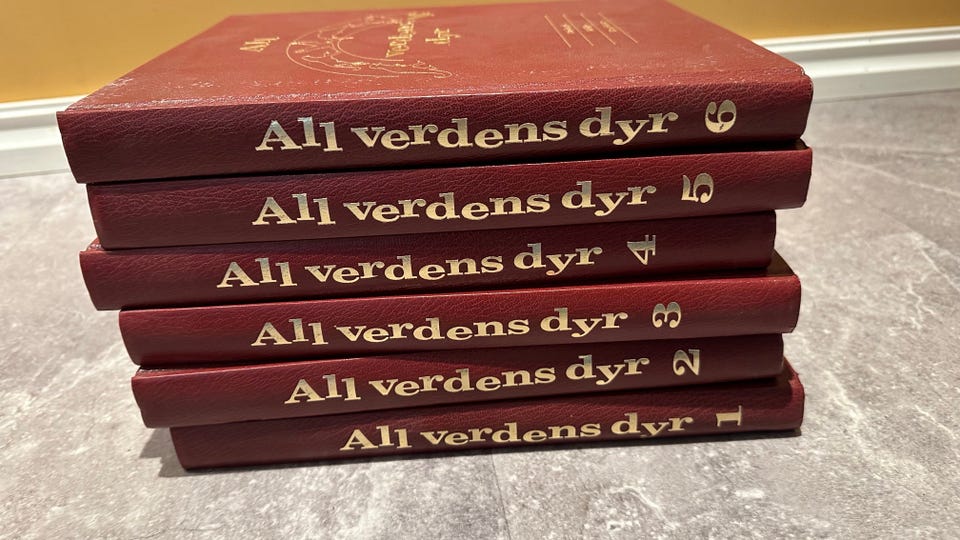 All verdens dyr 6
All verdens dyr 5
All verdens dyr 4
All verdens dyr 3
All verdens dyr 2
All verdens dyr 1